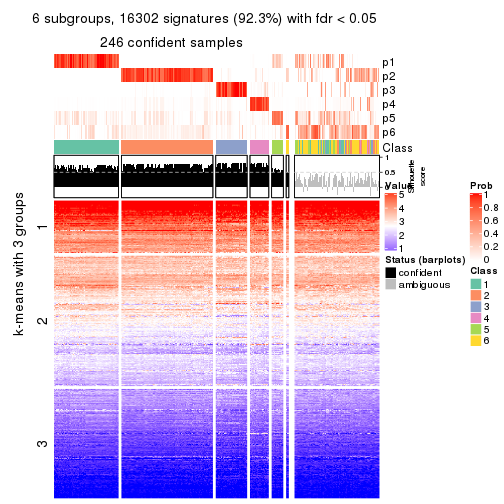 6 subgroups, 16302 signatures (92.3%) with fdr < 0.05
246 confident samples
p1
p2
p3
p4
p5
p6
Class
1
0.5
0
Silhouette
score
k-means with 3 groups
1
2
3
Value
5
4
3
2
1
Status (barplots)
confident
ambiguous
Prob
1
0.8
0.6
0.4
0.2
0
Class
1
2
3
4
5
6